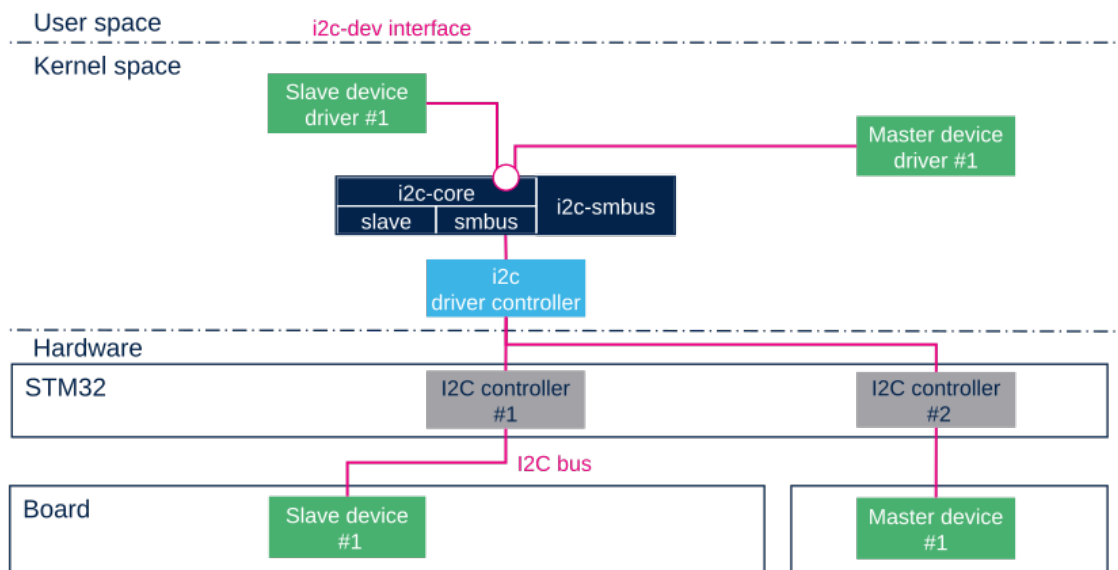 User space
i2c-dev interface
Kernel space
Slave device
driver #1
Master device
driver #1
i2c-core
i2c-smbus
slave
smbus
i2c
driver controller
Hardware
STM32
I2C controller
#1
I2C controller
#2
I2C bus
Board
Slave device
#1
Master device
#1